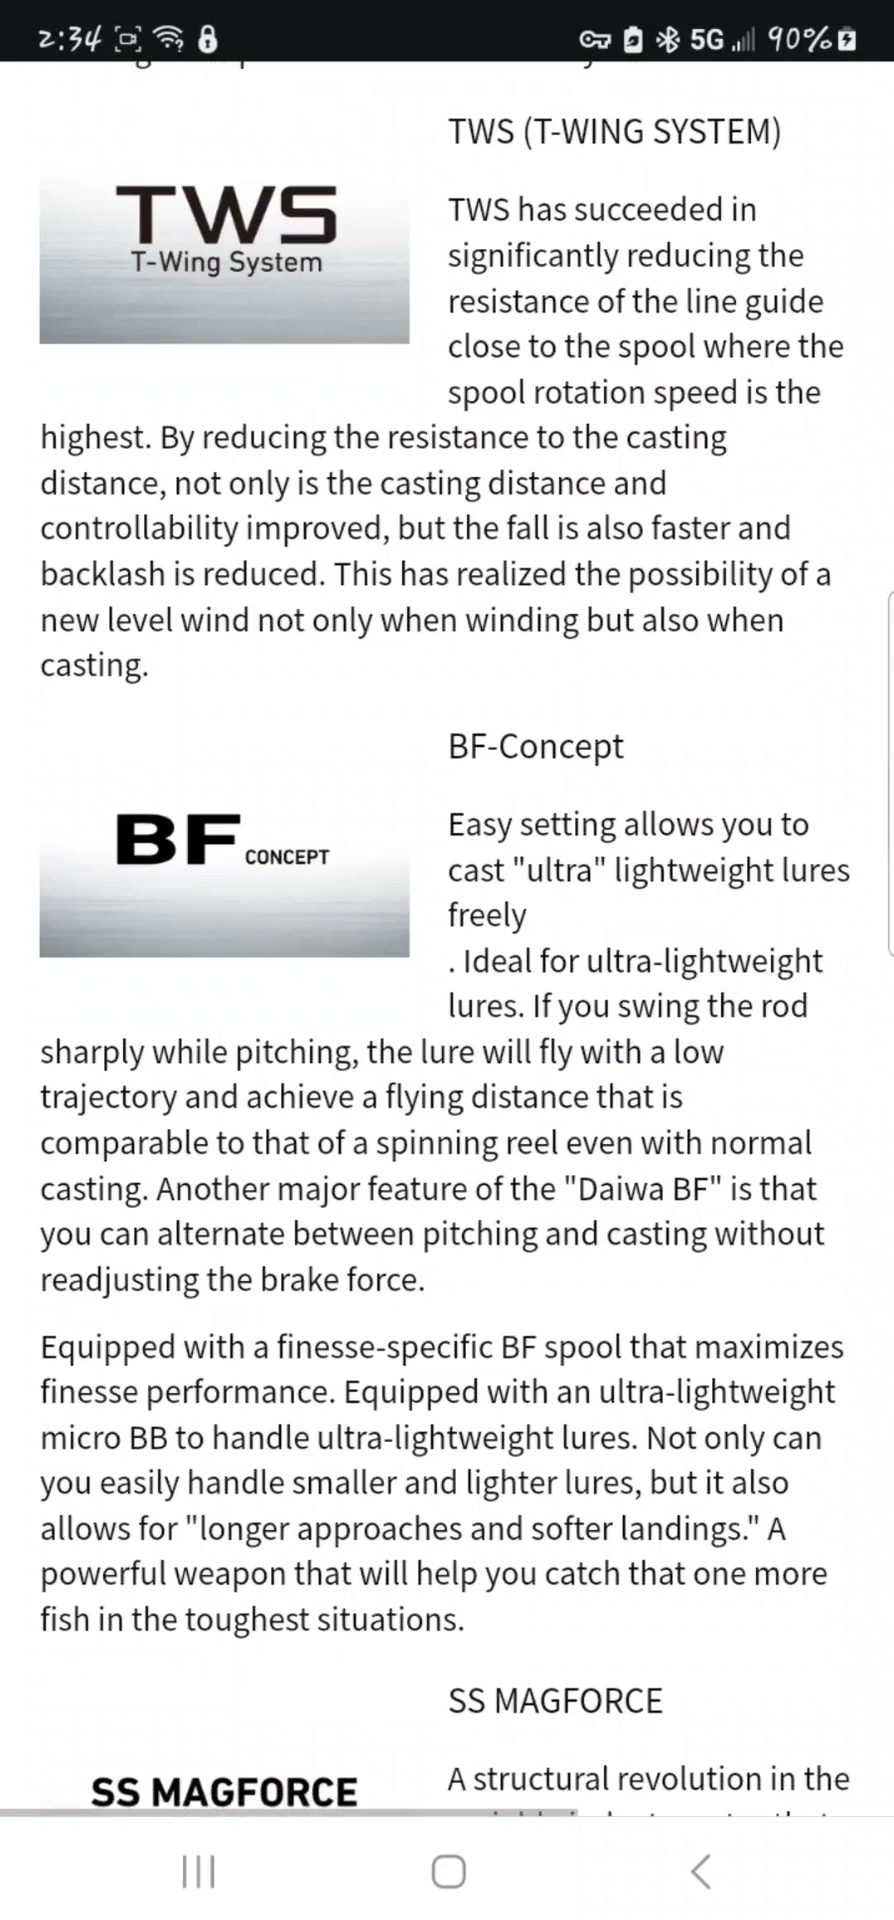 2:34 5G 90%
TWS (T-WING SYSTEM)
TWS
T-Wing System
TWS has succeeded in
significantly reducing the
resistance of the line guide
close to the spool where the
spool rotation speed is the
highest. By reducing the resistance to the casting
distance, not only is the casting distance and
controllability improved, but the fall is also faster and
backlash is reduced. This has realized the possibility of a
new level wind not only when winding but also when
casting.
BF-Concept
BF CONCEPT
Easy setting allows you to
cast "ultra" lightweight lures
freely
. Ideal for ultra-lightweight
lures. If you swing the rod
sharply while pitching, the lure will fly with a low
trajectory and achieve a flying distance that is
comparable to that of a spinning reel even with normal
casting. Another major feature of the "Daiwa BF" is that
you can alternate between pitching and casting without
readjusting the brake force.
Equipped with a finesse-specific BF spool that maximizes
finesse performance. Equipped with an ultra-lightweight
micro BB to handle ultra-lightweight lures. Not only can
you easily handle smaller and lighter lures, but it also
allows for "longer approaches and softer landings." A
powerful weapon that will help you catch that one more
fish in the toughest situations.
SS MAGFORCE
SS MAGFORCE
A structural revolution in the